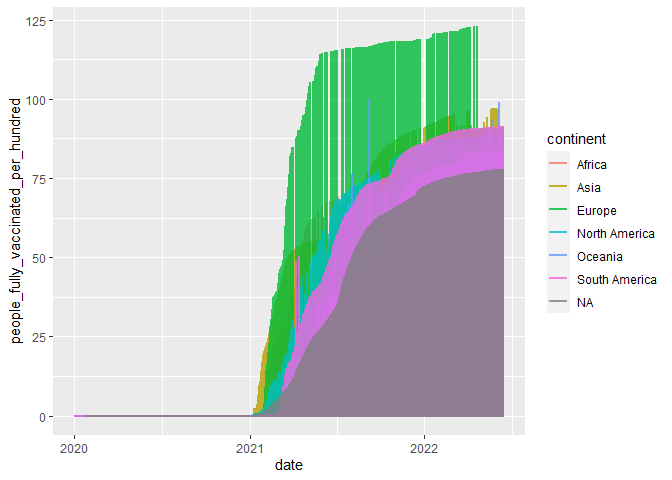 people_fully_vaccinated_per_hundred
125
100
75
50
25
0
2020
2021
2022
date
continent
Africa
Asia
Europe
North America
Oceania
South America
NA